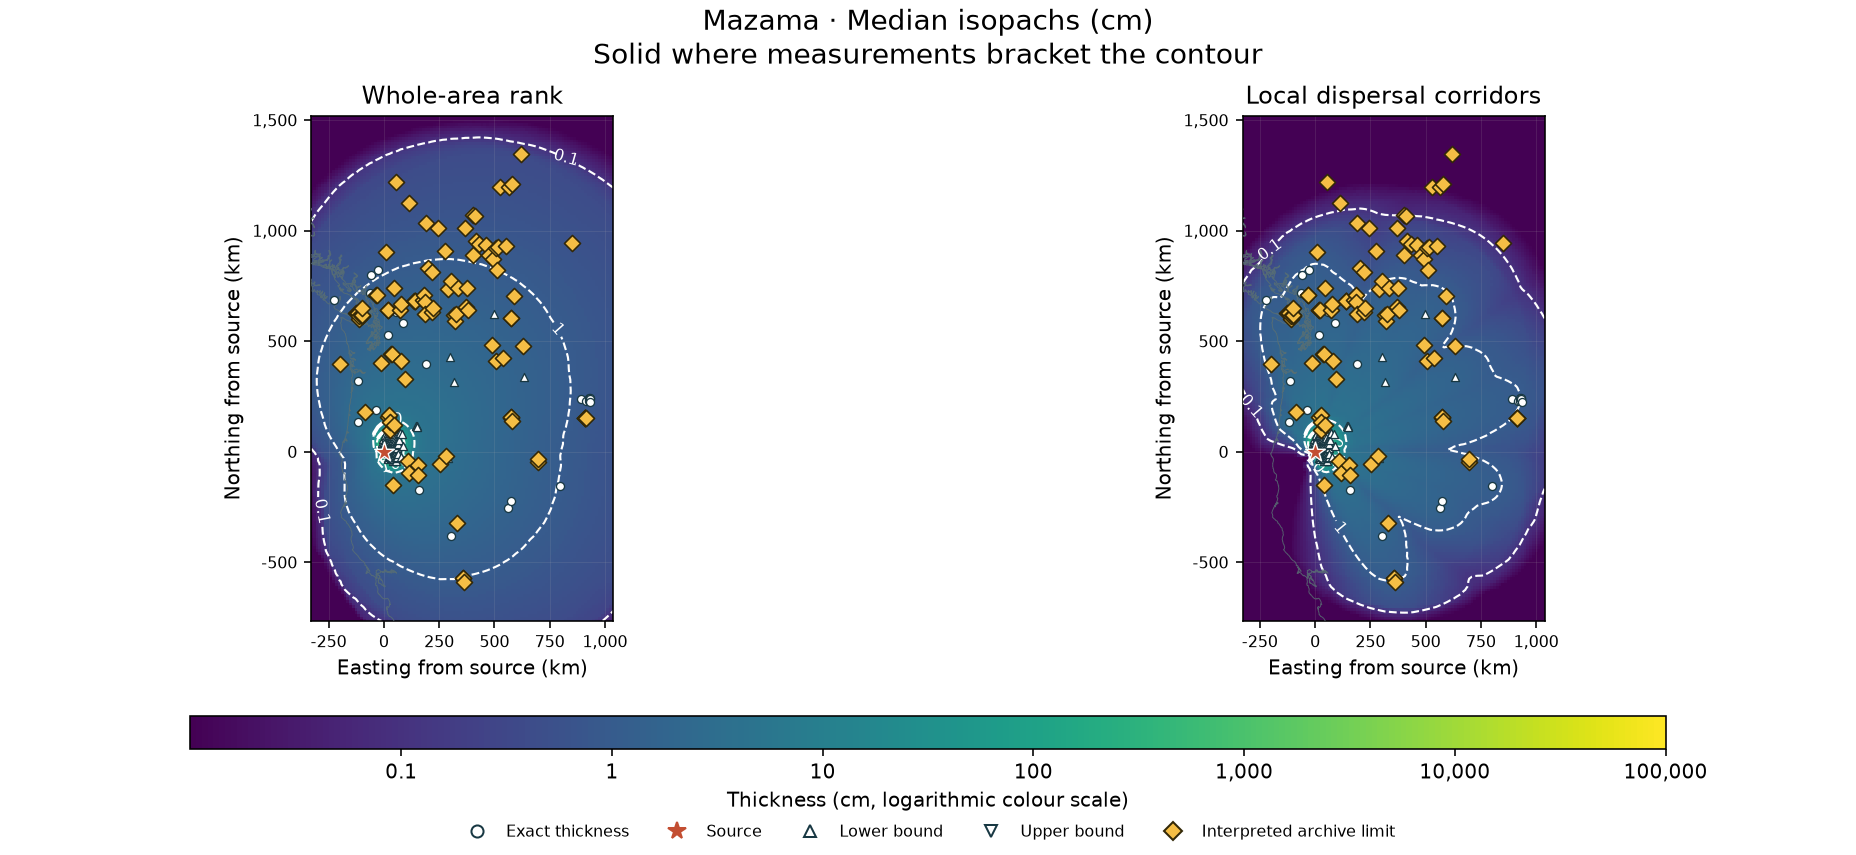 Mazama · Median isopachs (cm)
Solid where measurements bracket the contour
Whole-area rank
1,500
1,000
500
0
-500
-250
0
250
500
750
1,000
Northing from source (km)
Easting from source (km)
0.1
1
0.1
Local dispersal corridors
1,500
1,000
500
0
-500
-250
0
250
500
750
1,000
Northing from source (km)
Easting from source (km)
0.1
0.1
1
0.1
1
10
100
1,000
10,000
100,000
Thickness (cm, logarithmic colour scale)
Exact thickness
Source
Lower bound
Upper bound
Interpreted archive limit